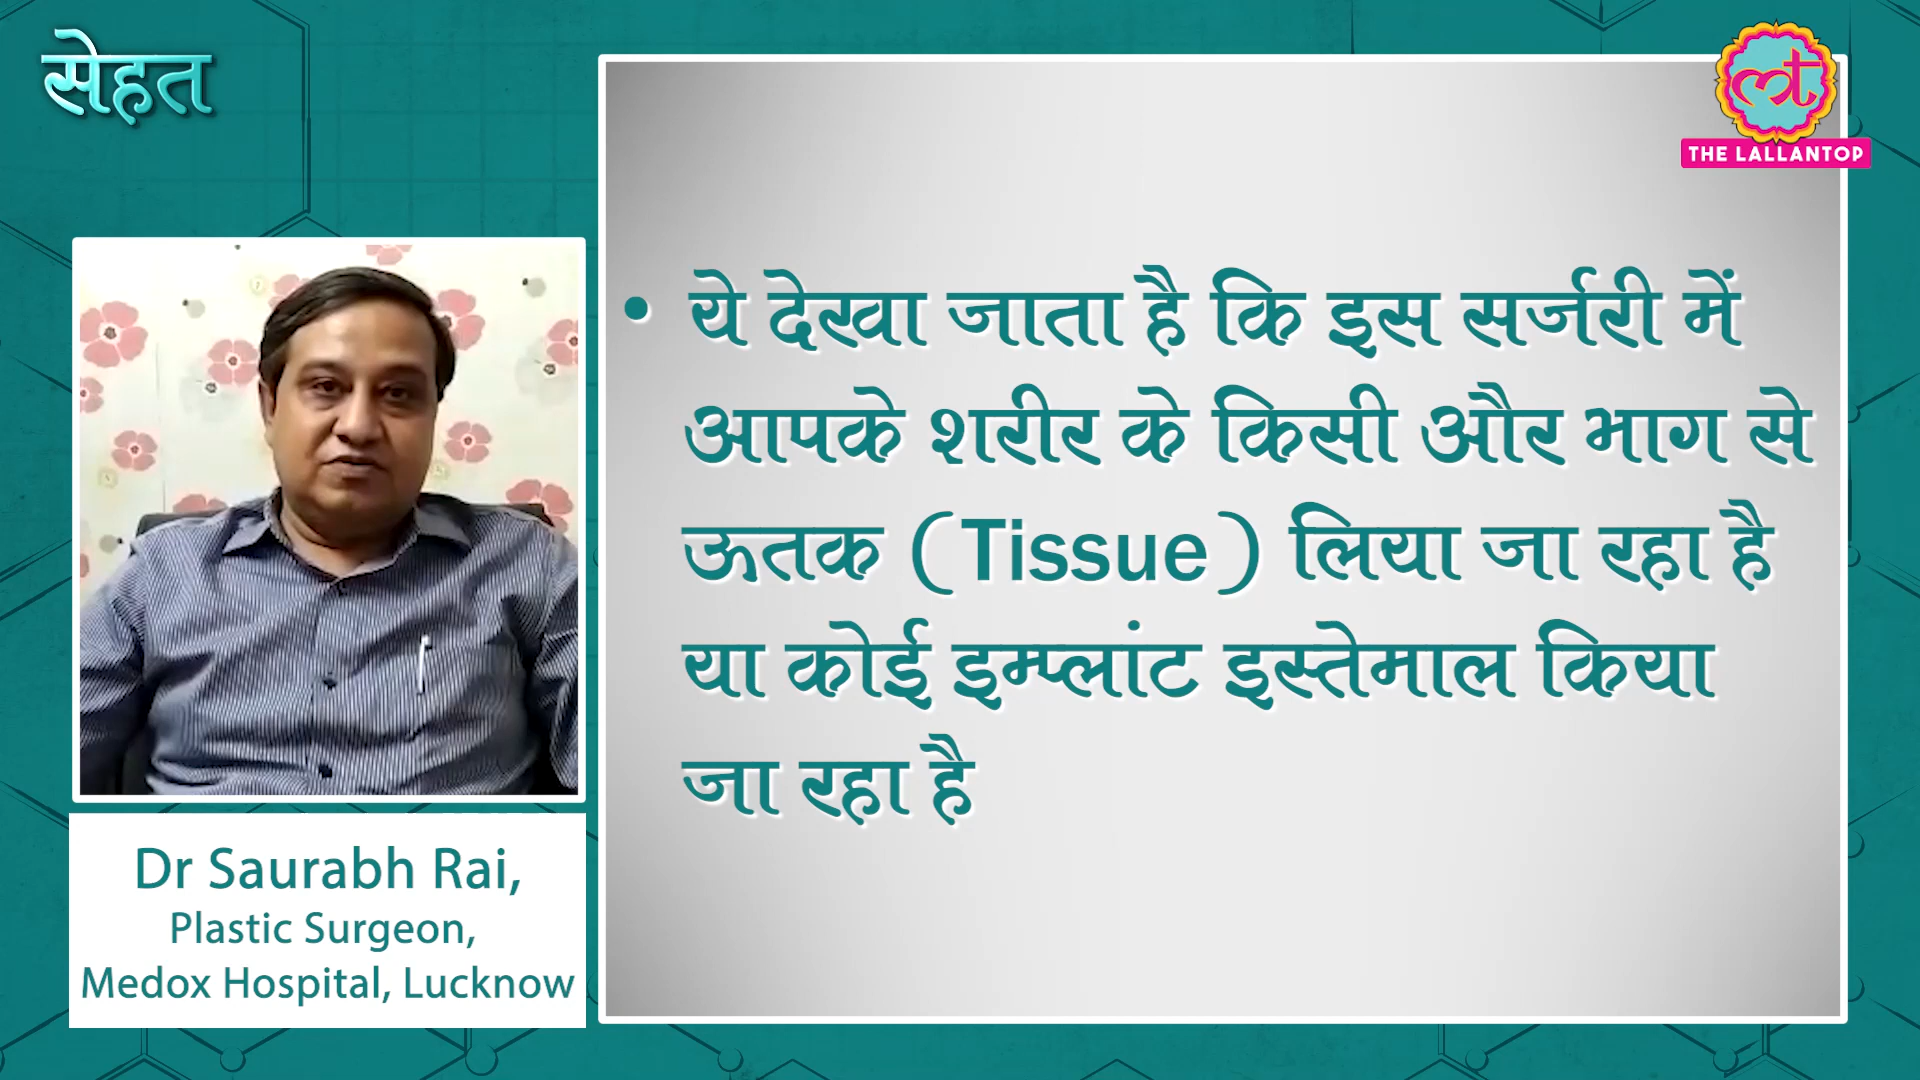 सेहत
THE LALLANTOP
• ये देखा जाता है कि इस सर्जरी में
आपके शरीर के किसी और भाग से
ऊतक (Tissue) लिया जा रहा है
या कोई इम्प्लांट इस्तेमाल किया
जा रहा है
Dr Saurabh Rai,
Plastic Surgeon,
Medox Hospital, Lucknow